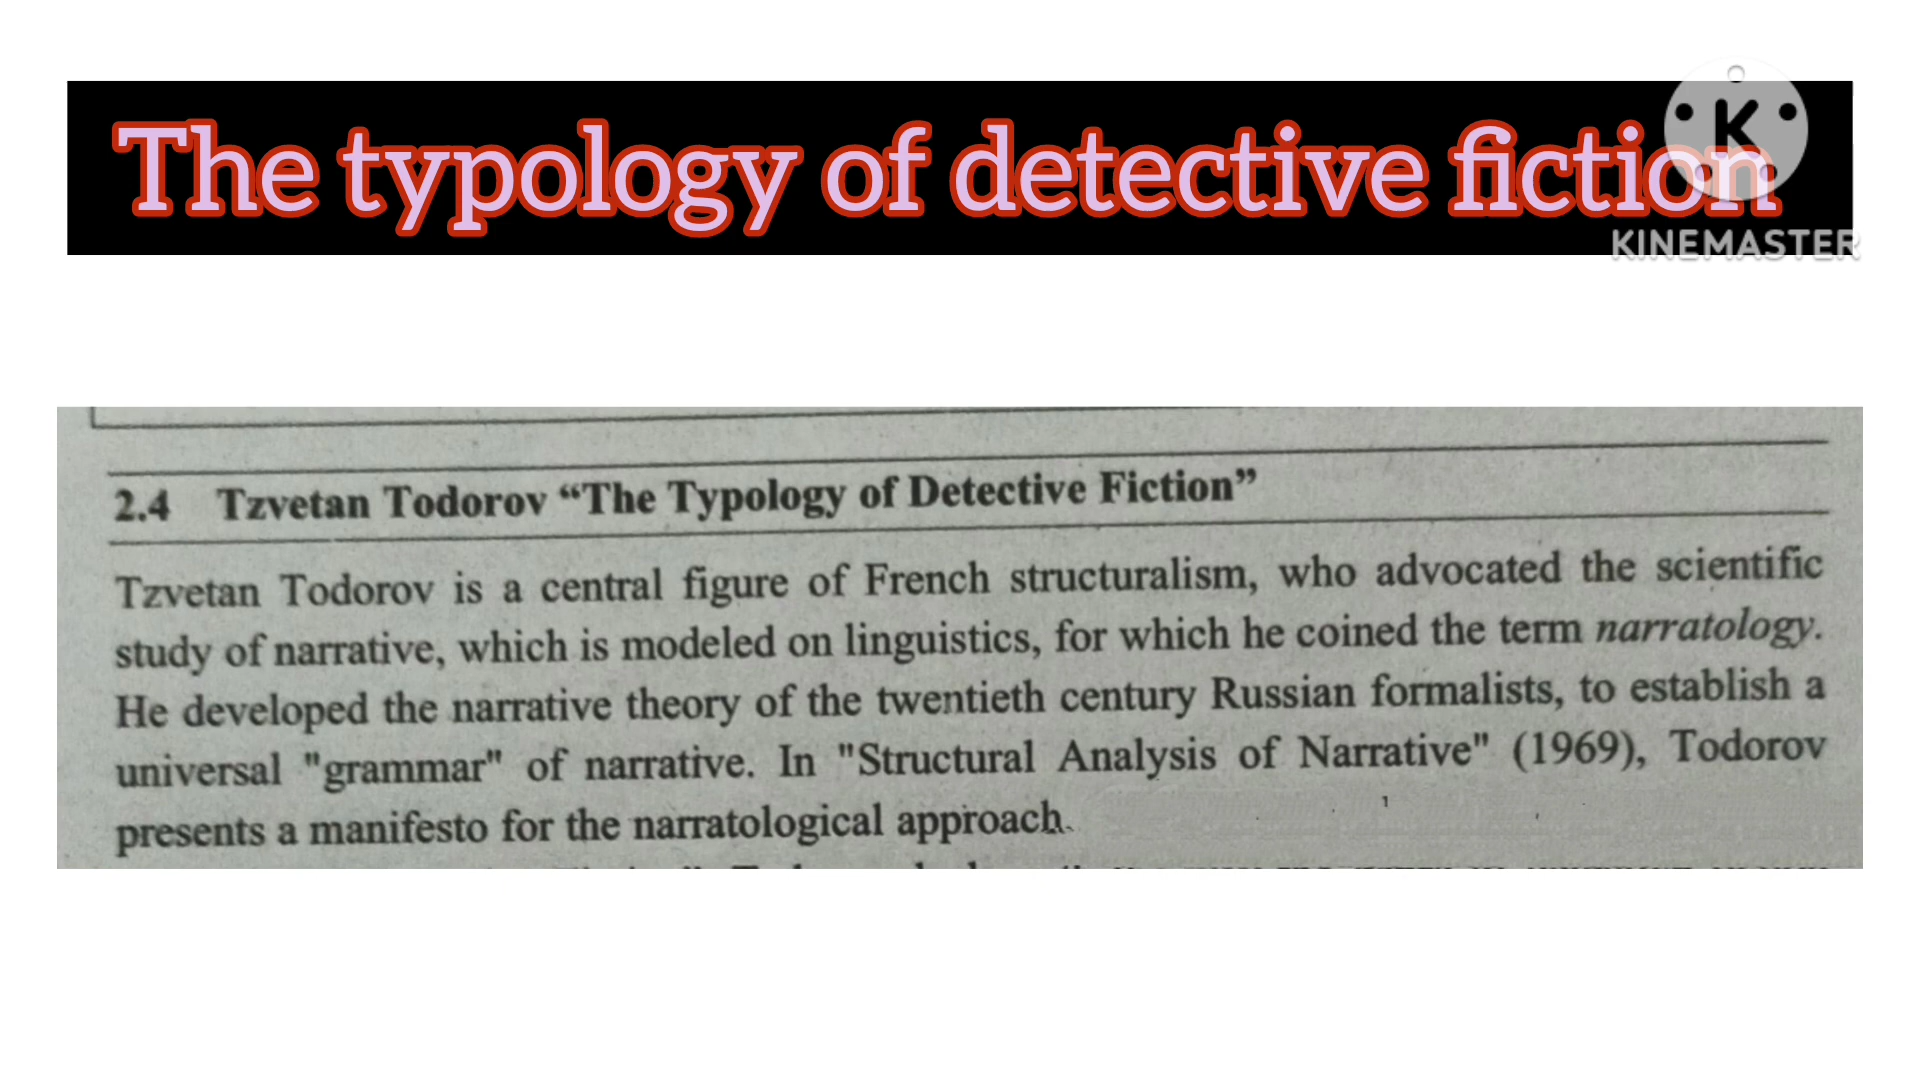 The typology of detective fiction
K
KINEMASTER
2.4 Tzvetan Todorov “The Typology of Detective Fiction”
Tzvetan Todorov is a central figure of French structuralism, who advocated the scientific
study of narrative, which is modeled on linguistics, for which he coined the term narratology.
He developed the narrative theory of the twentieth century Russian formalists, to establish a
universal "grammar" of narrative. In "Structural Analysis of Narrative" (1969), Todorov
presents a manifesto for the narratological approach.